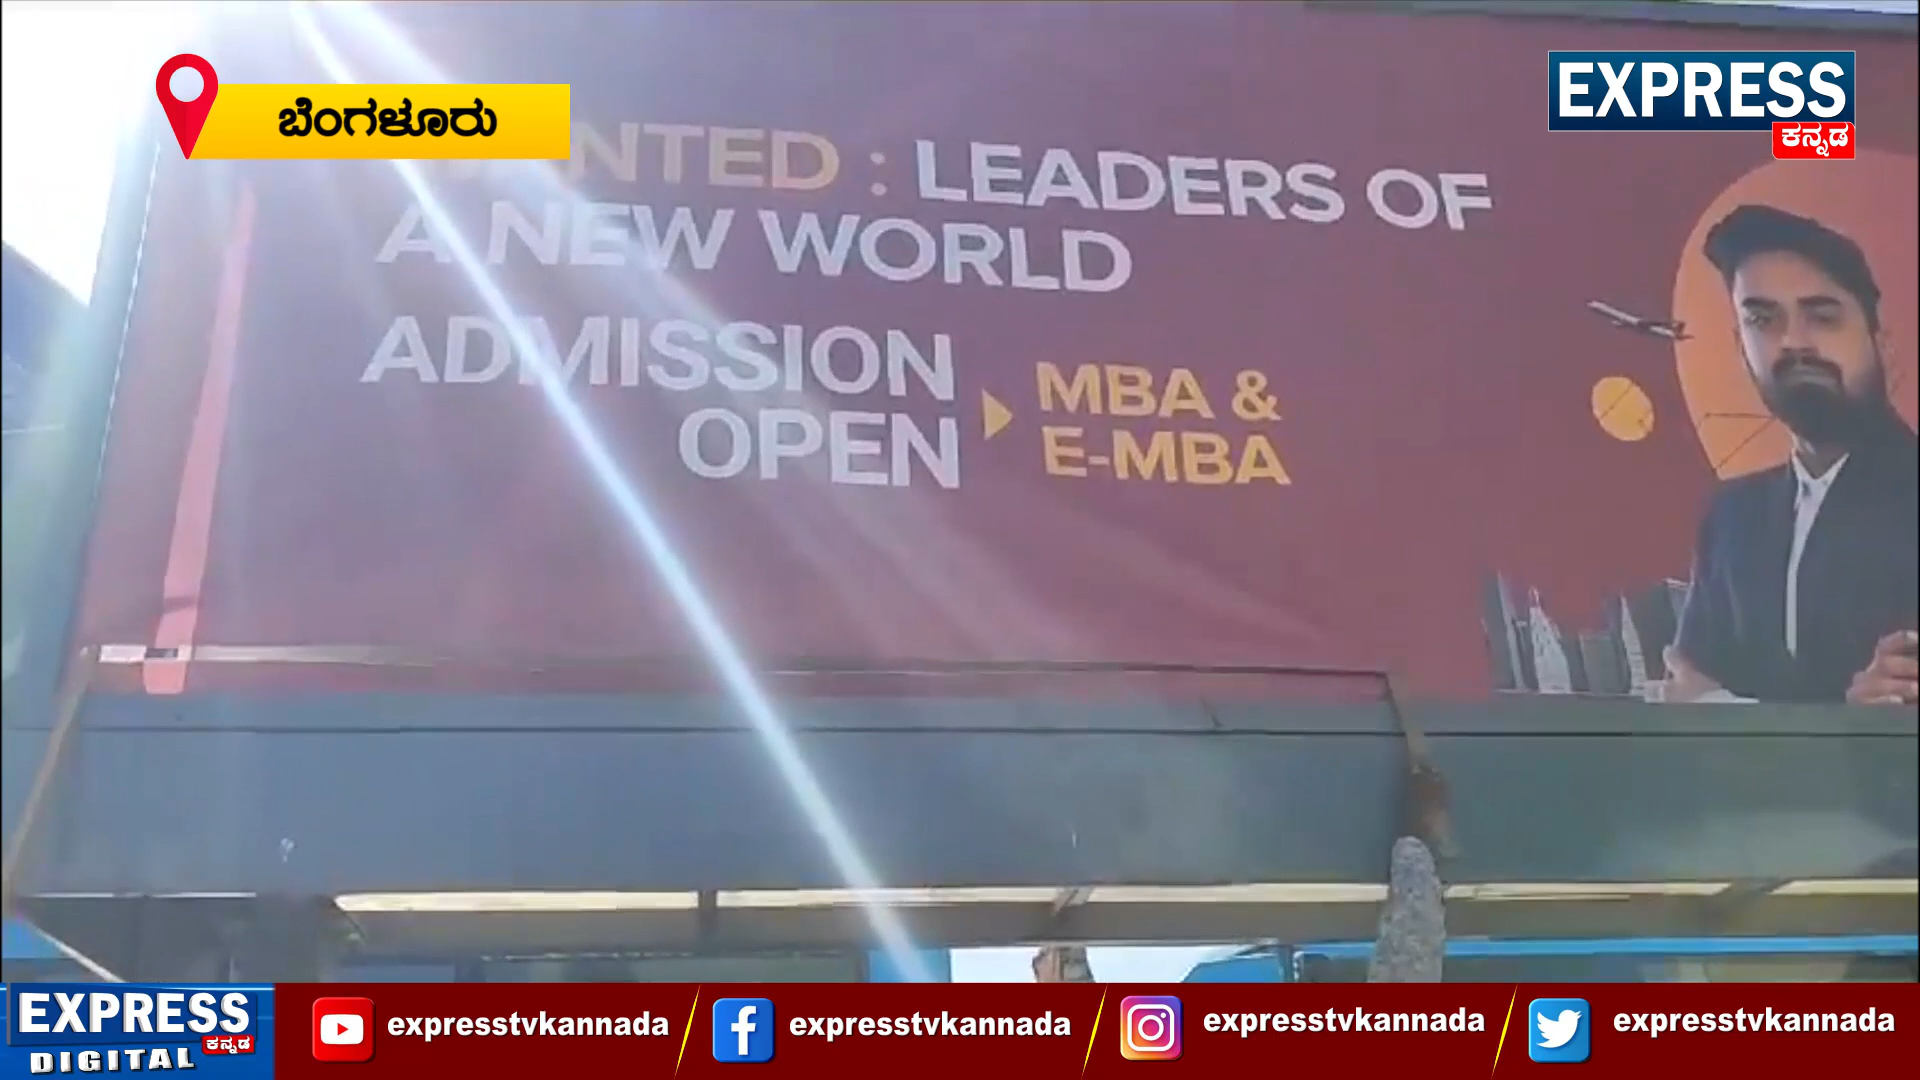 ಬೆಂಗಳೂರು
EXPRESS
ಕನ್ನಡ
NTED : LEADERS OF
A NEW WORLD
ADMISSION
OPEN
MBA &
E-MBA
EXPRESS
ಕನ್ನಡ
DIGITAL
expresstvkannada
expresstvkannada
expresstvkannada
expresstvkannada